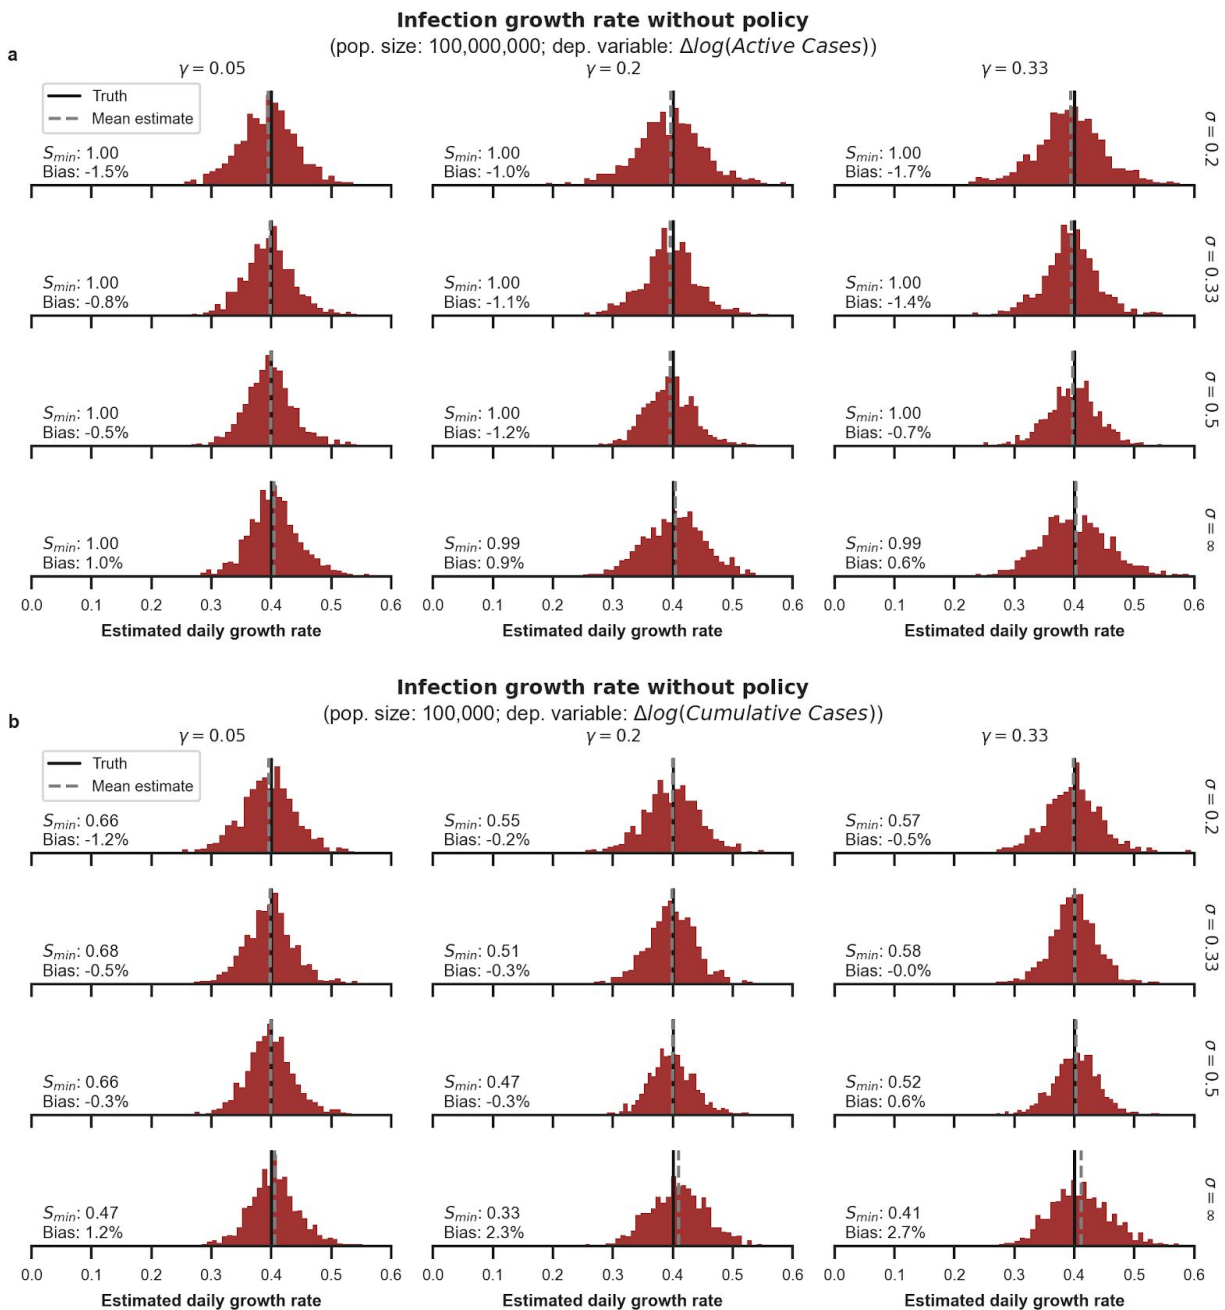 Infection growth rate without policy
a
(pop. size: 100,000,000; dep. variable: Δlog(Active Cases))
γ = 0.05
γ = 0.2
γ = 0.33
Truth
Mean estimate
S_min: 1.00
Bias: -1.5%
S_min: 1.00
Bias: -1.0%
S_min: 1.00
Bias: -1.7%
σ = 0.2
S_min: 1.00
Bias: -0.8%
S_min: 1.00
Bias: -1.1%
S_min: 1.00
Bias: -1.4%
σ = 0.33
S_min: 1.00
Bias: -0.5%
S_min: 1.00
Bias: -1.2%
S_min: 1.00
Bias: -0.7%
σ = 0.5
S_min: 1.00
Bias: 1.0%
S_min: 0.99
Bias: 0.9%
S_min: 0.99
Bias: 0.6%
σ = ∞
0.0 0.1 0.2 0.3 0.4 0.5 0.6
0.0 0.1 0.2 0.3 0.4 0.5 0.6
0.0 0.1 0.2 0.3 0.4 0.5 0.6
Estimated daily growth rate
Estimated daily growth rate
Estimated daily growth rate
Infection growth rate without policy
b
(pop. size: 100,000; dep. variable: Δlog(Cumulative Cases))
γ = 0.05
γ = 0.2
γ = 0.33
Truth
Mean estimate
S_min: 0.66
Bias: -1.2%
S_min: 0.55
Bias: -0.2%
S_min: 0.57
Bias: -0.5%
σ = 0.2
S_min: 0.68
Bias: -0.5%
S_min: 0.51
Bias: -0.3%
S_min: 0.58
Bias: -0.0%
σ = 0.33
S_min: 0.66
Bias: -0.3%
S_min: 0.47
Bias: -0.3%
S_min: 0.52
Bias: 0.6%
σ = 0.5
S_min: 0.47
Bias: 1.2%
S_min: 0.33
Bias: 2.3%
S_min: 0.41
Bias: 2.7%
σ = ∞
0.0 0.1 0.2 0.3 0.4 0.5 0.6
0.0 0.1 0.2 0.3 0.4 0.5 0.6
0.0 0.1 0.2 0.3 0.4 0.5 0.6
Estimated daily growth rate
Estimated daily growth rate
Estimated daily growth rate